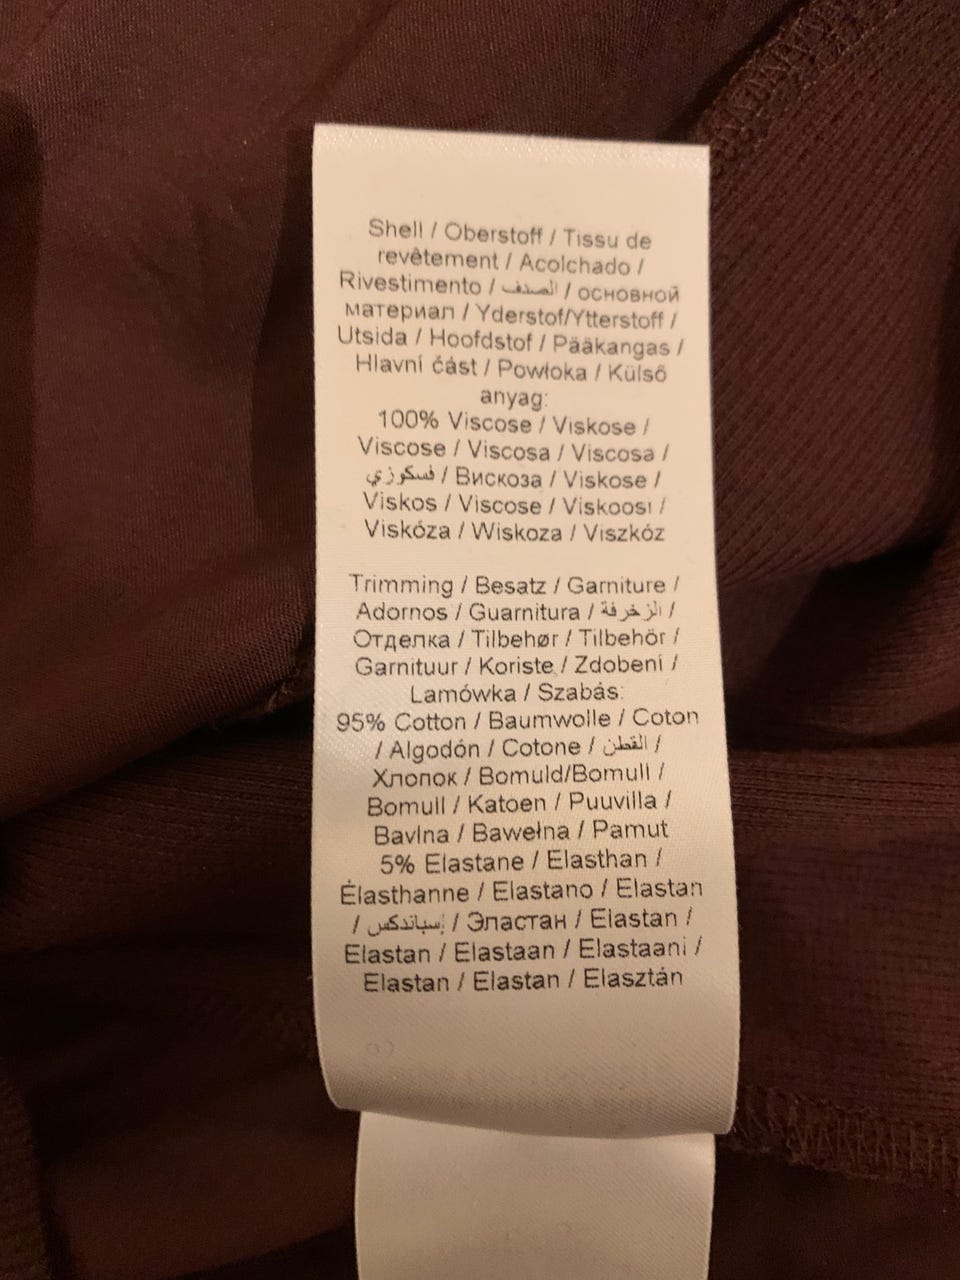 Shell / Oberstoff / Tissu de
revêtement / Acolchado /
Rivestimento / الصدف / основной
материал / Yderstof/Ytterstoff /
Utsida / Hoofdstof / Pääkangas /
Hlavní část / Powłoka / Külső
anyag:
100% Viscose / Viskose /
Viscose / Viscosa / Viscosa /
فسكوزي / Вискоза / Viskose /
Viskos / Viscose / Viskoosi /
Viskóza / Wiskoza / Viszkóz
Trimming / Besatz / Garniture /
Adornos / Guarnitura / الزخرفة /
Отделка / Tilbehør / Tilbehör /
Garnituur / Koriste / Zdobení /
Lamówka / Szabás:
95% Cotton / Baumwolle / Coton
/ Algodón / Cotone / القطن /
Хлопок / Bomuld/Bomull /
Bomull / Katoen / Puuvilla /
Bavlna / Bawełna / Pamut
5% Elastane / Elasthan /
Élasthanne / Elastano / Elastan
/ إسباندكس / Эластан / Elastan /
Elastan / Elastaan / Elastaani /
Elastan / Elastan / Elasztán